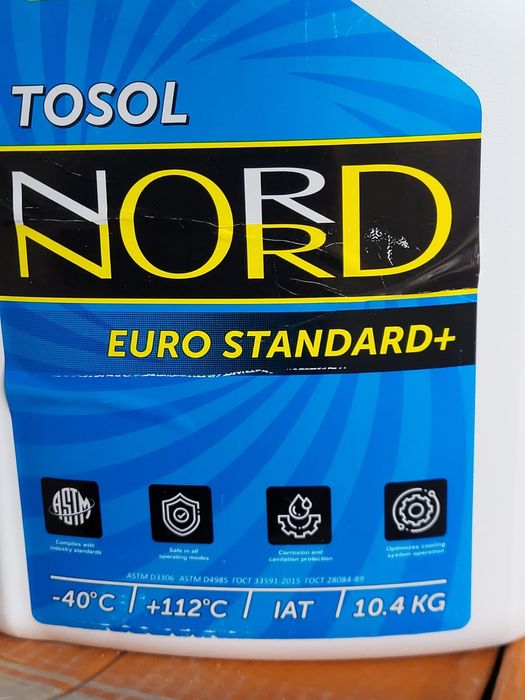 TOSOL
NORD
EURO STANDARD+
ASTM
Complies with
industry standards
Safe in all
operating modes
Corrosion and
cavitation protection
Optimizes cooling
system operation
ASTM D3306 ASTM D4985 ГОСТ 33591-2015 ГОСТ 28084-89
-40°C / +112°C / IAT / 10.4 KG